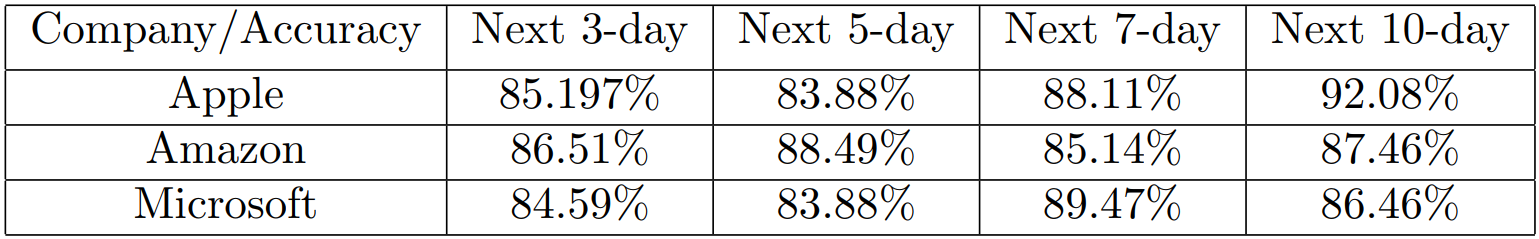 Company/Accuracy Next 3-day Next 5-day Next 7-day Next 10-day
Apple 85.197% 83.88% 88.11% 92.08%
Amazon 86.51% 88.49% 85.14% 87.46%
Microsoft 84.59% 83.88% 89.47% 86.46%